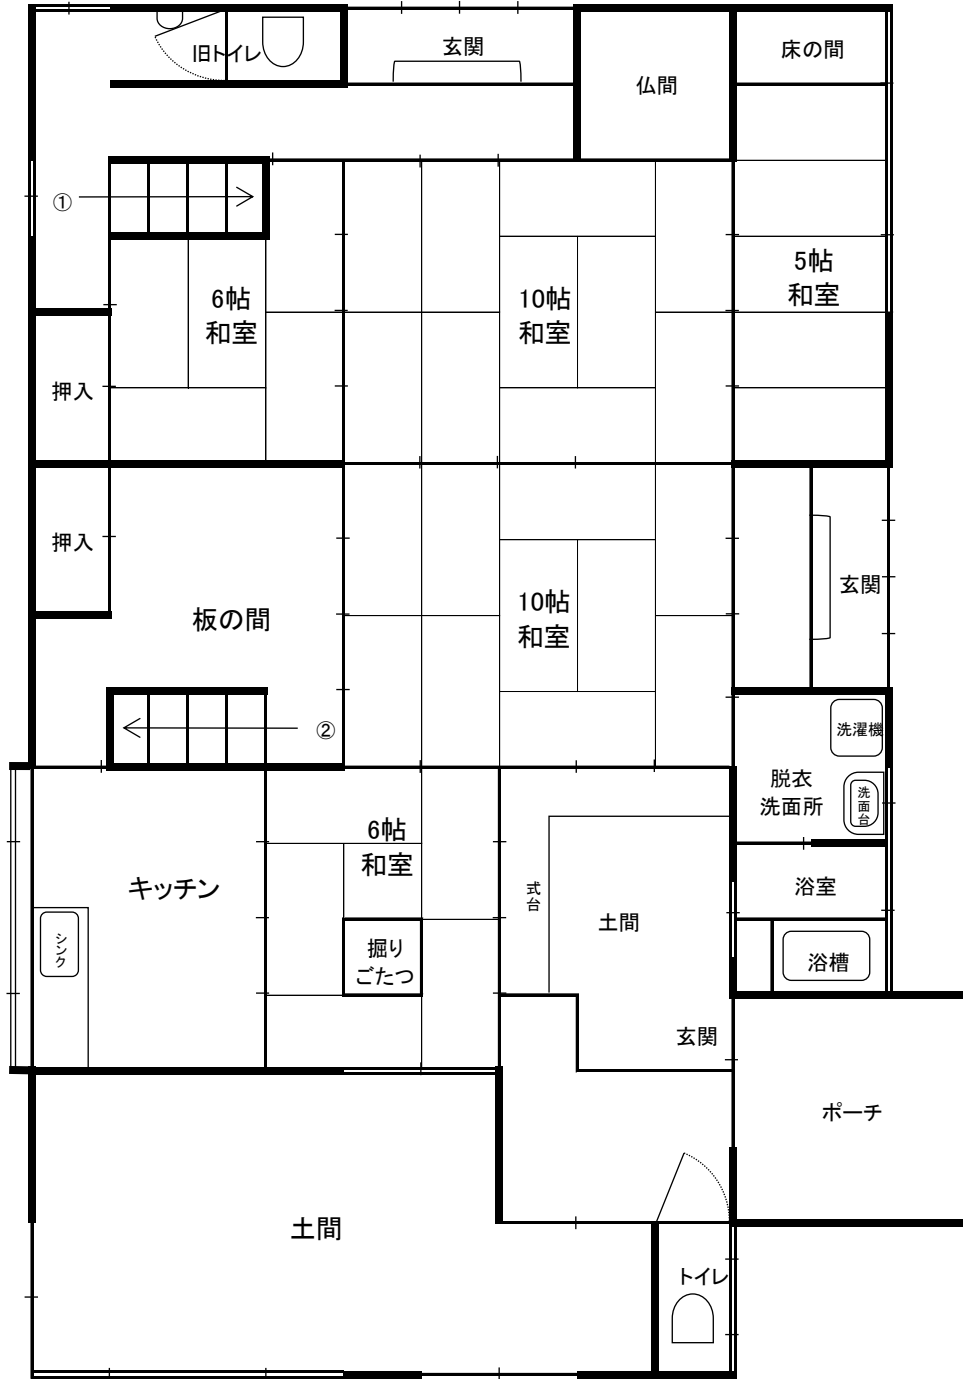 旧トイレ
玄関
仏間
床の間
①
6帖
和室
10帖
和室
5帖
和室
押入
押入
板の間
10帖
和室
玄関
②
洗濯機
脱衣
洗面所
洗面台
6帖
和室
キッチン
式台
土間
浴室
シンク
掘り
ごたつ
浴槽
玄関
ポーチ
土間
トイレ